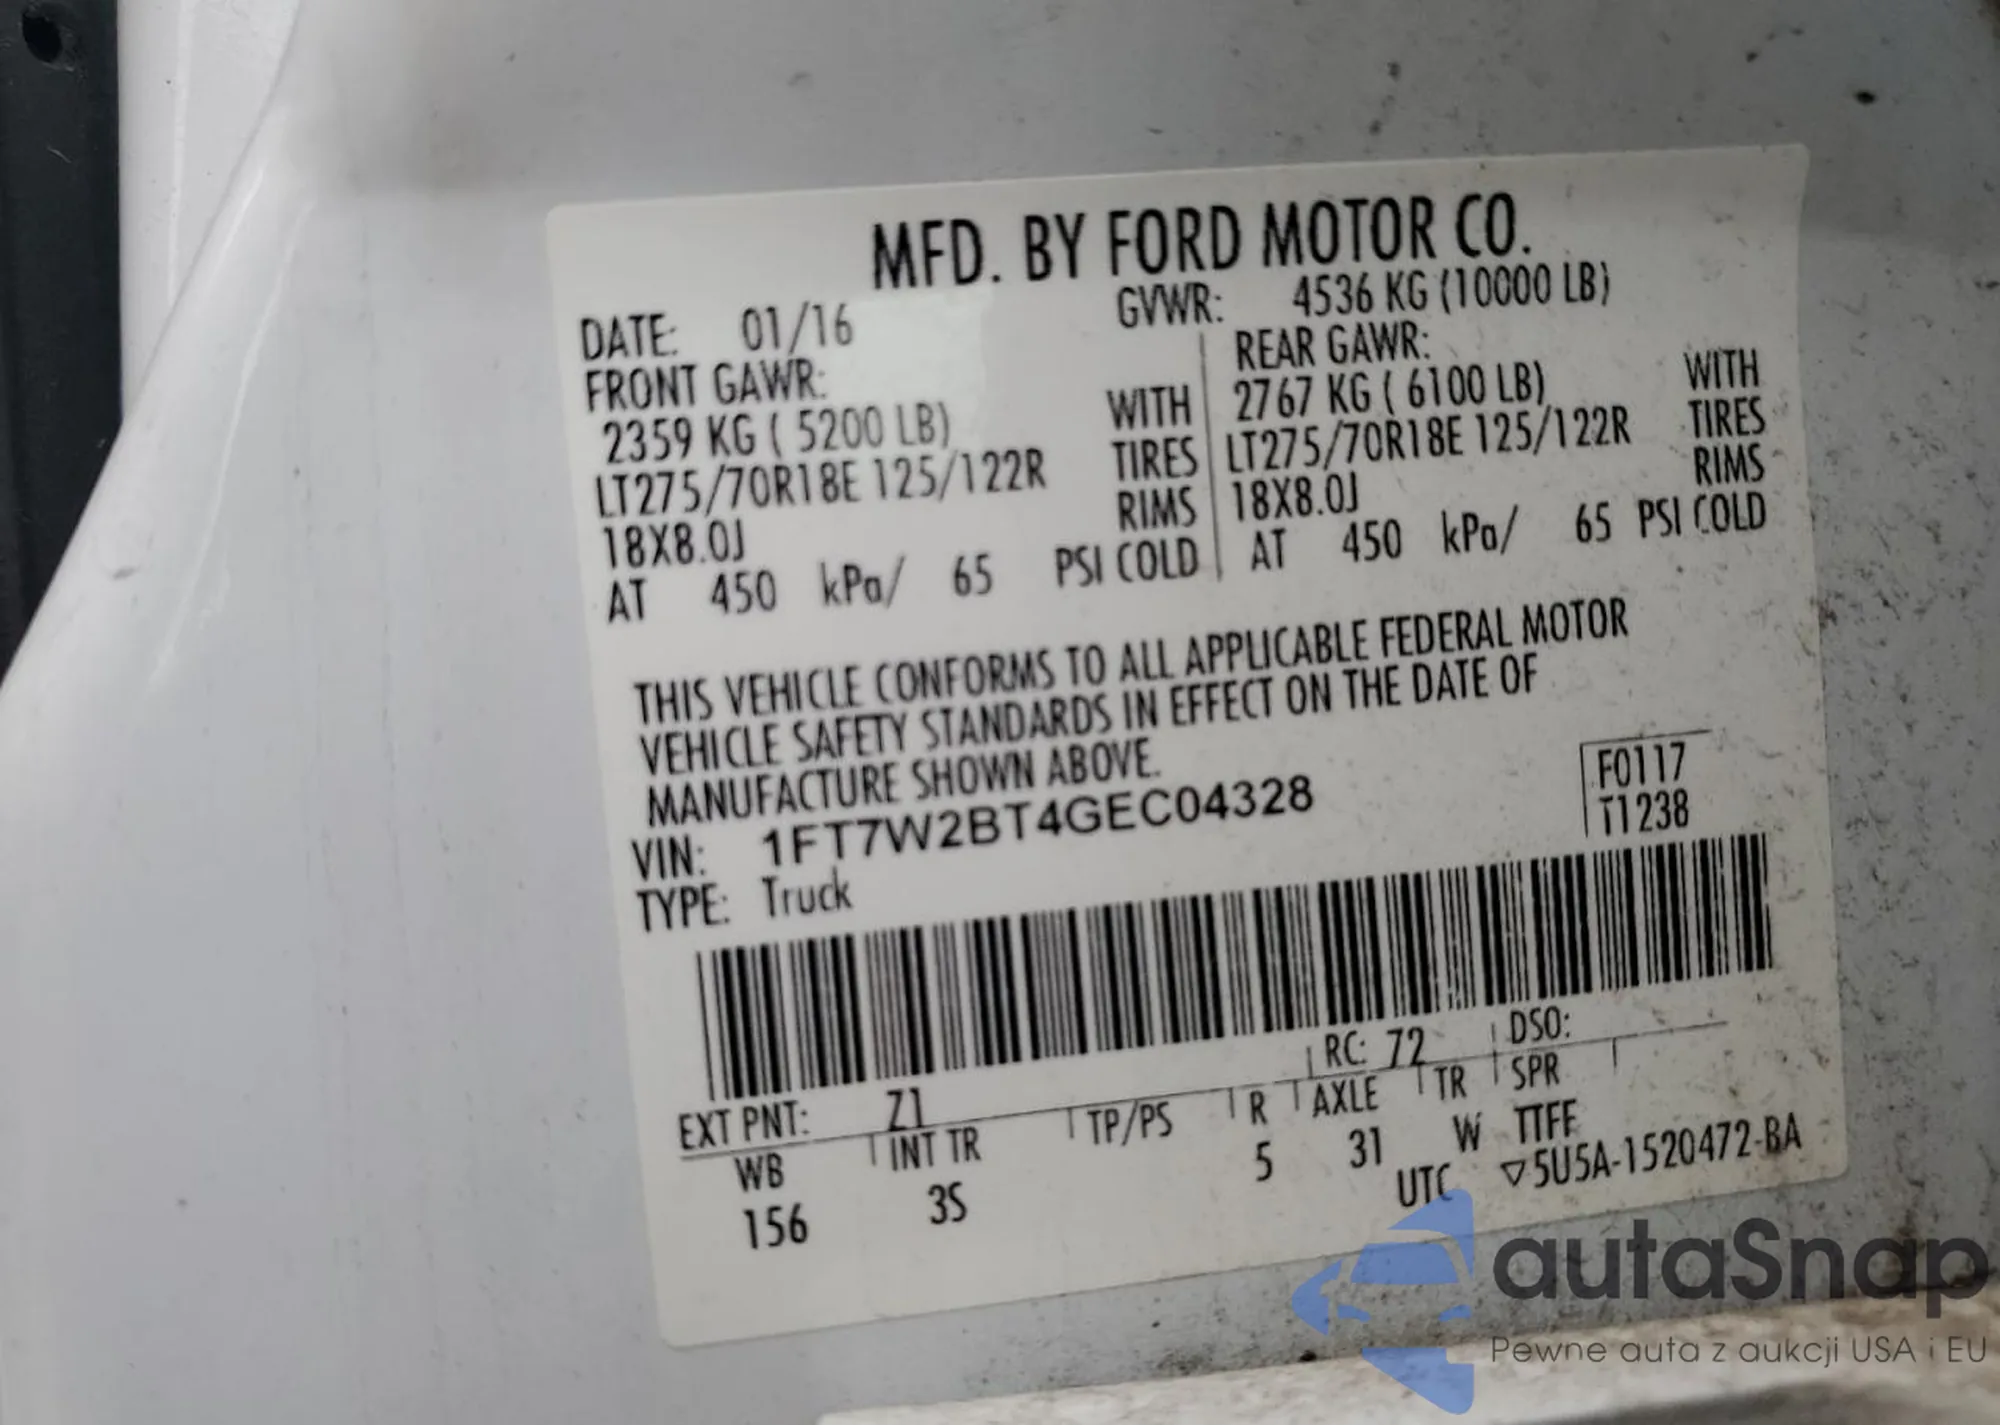 MFD. BY FORD MOTOR CO.
DATE: 01/16 GVWR: 4536 KG (10000 LB)
FRONT GAWR: REAR GAWR:
2359 KG ( 5200 LB) WITH 2767 KG ( 6100 LB) WITH
LT275/70R18E 125/122R TIRES LT275/70R18E 125/122R TIRES
18X8.0J RIMS 18X8.0J RIMS
AT 450 kPa/ 65 PSI COLD AT 450 kPa/ 65 PSI COLD
THIS VEHICLE CONFORMS TO ALL APPLICABLE FEDERAL MOTOR
VEHICLE SAFETY STANDARDS IN EFFECT ON THE DATE OF
MANUFACTURE SHOWN ABOVE.
VIN: 1FT7W2BT4GEC04328 F0117
TYPE: Truck T1238
EXT PNT: Z1 RC: 72 DSO:
WB INT TR TP/PS R AXLE TR SPR
156 3S 5 31 W TTFF
UTC ▽5U5A-1520472-BA
autaSnap
Pewne auta z aukcji USA i EU